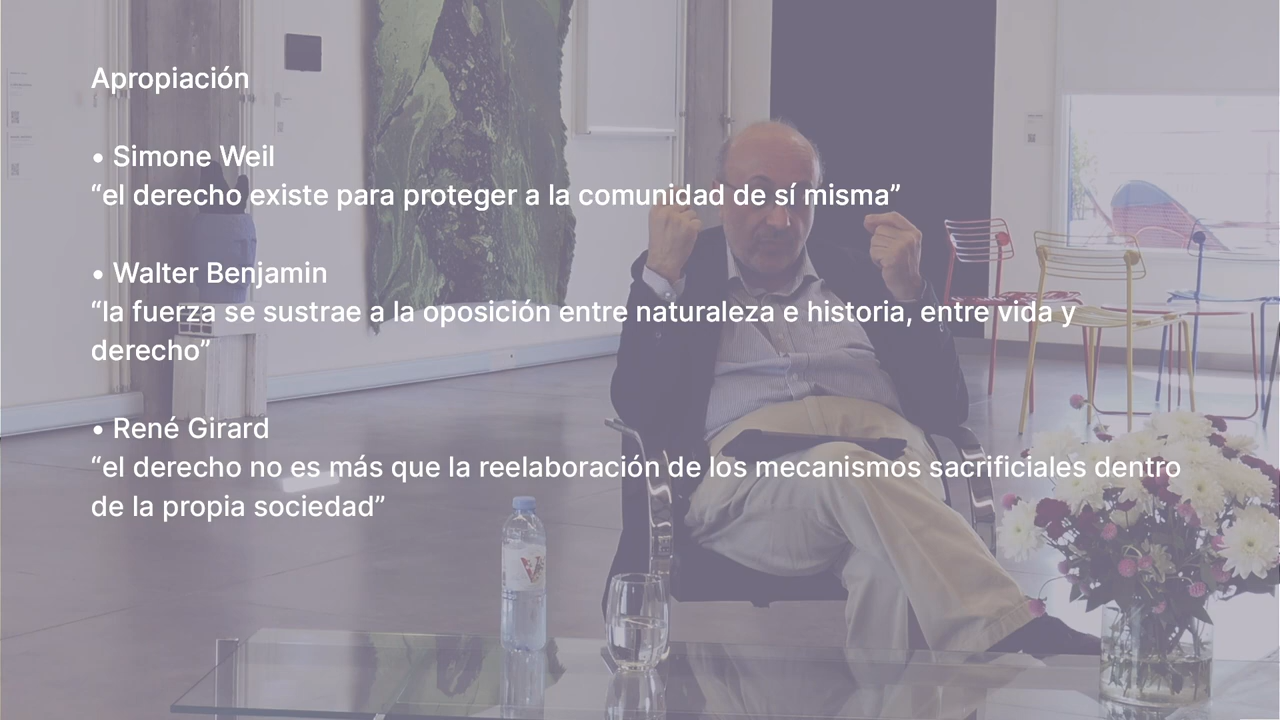 Apropiación
• Simone Weil
“el derecho existe para proteger a la comunidad de sí misma”
• Walter Benjamin
“la fuerza se sustrae a la oposición entre naturaleza e historia, entre vida y
derecho”
• René Girard
“el derecho no es más que la reelaboración de los mecanismos sacrificiales dentro
de la propia sociedad”